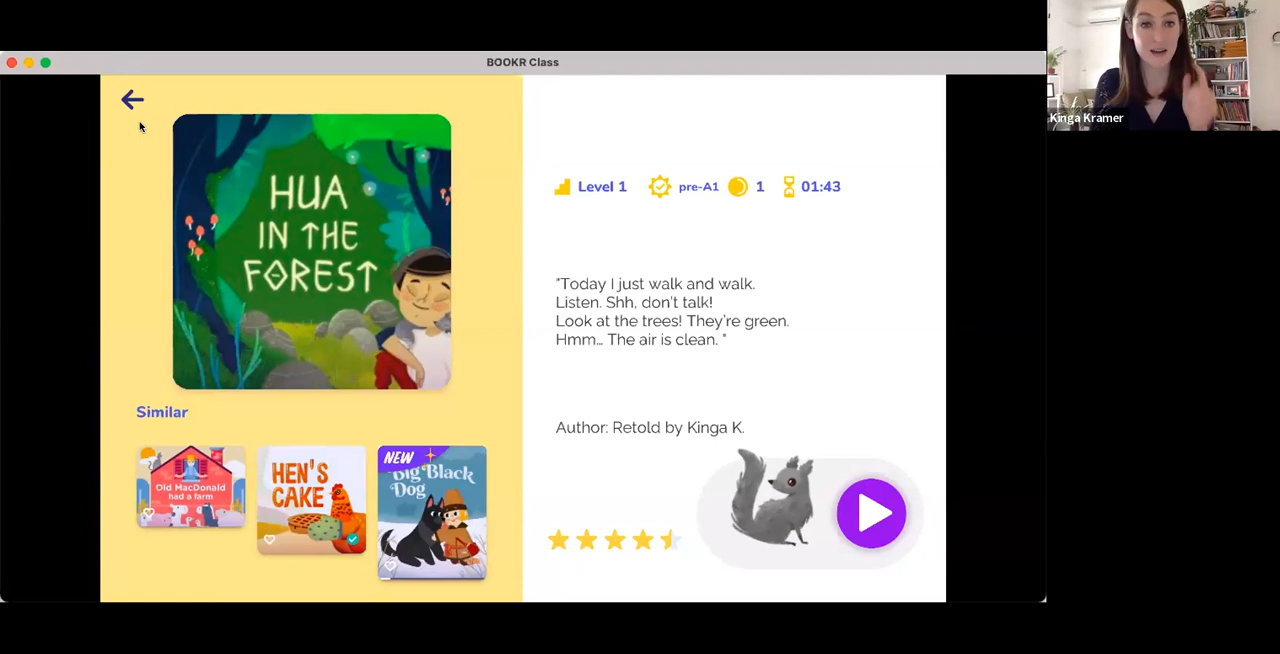 BOOKR Class
Kinga Kramer
HUA
IN THE
FOREST
Level 1
pre-A1
1
01:43
"Today I just walk and walk.
Listen. Shh, don't talk!
Look at the trees! They're green.
Hmm... The air is clean. "
Similar
Old MacDonald
had a farm
HEN'S
CAKE
NEW
Big Black
Dog
Author: Retold by Kinga K.